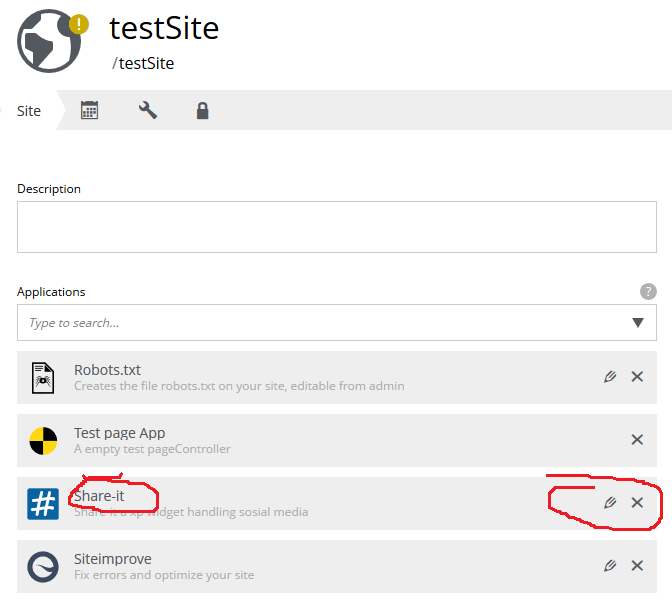 testSite
/testSite
Site
Description
Applications
?
Type to search...
Robots.txt
Creates the file robots.txt on your site, editable from admin
Test page App
A empty test pageController
Share-it
Share it a xp widget handling sosial media
Siteimprove
Fix errors and optimize your site